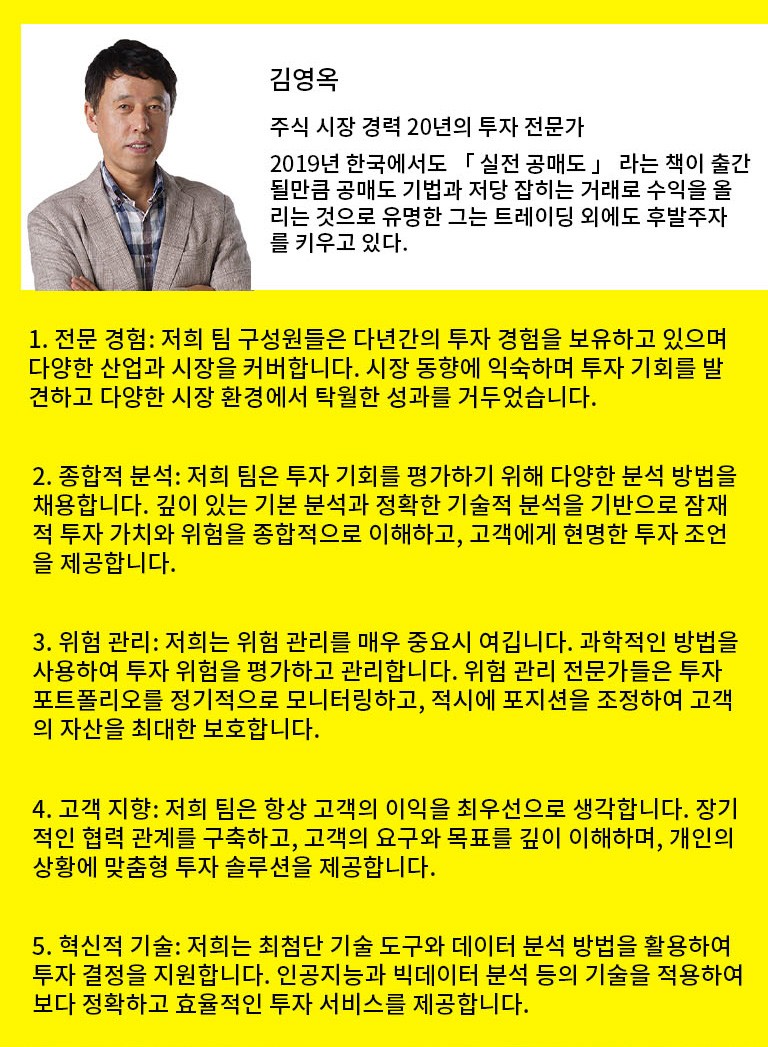 김영옥
주식 시장 경력 20년의 투자 전문가
2019년 한국에서도 「 실전 공매도 」 라는 책이 출간
될만큼 공매도 기법과 저당 잡히는 거래로 수익을 올
리는 것으로 유명한 그는 트레이딩 외에도 후발주자
를 키우고 있다.
1. 전문 경험: 저희 팀 구성원들은 다년간의 투자 경험을 보유하고 있으며
다양한 산업과 시장을 커버합니다. 시장 동향에 익숙하며 투자 기회를 발
견하고 다양한 시장 환경에서 탁월한 성과를 거두었습니다.
2. 종합적 분석: 저희 팀은 투자 기회를 평가하기 위해 다양한 분석 방법을
채용합니다. 깊이 있는 기본 분석과 정확한 기술적 분석을 기반으로 잠재
적 투자 가치와 위험을 종합적으로 이해하고, 고객에게 현명한 투자 조언
을 제공합니다.
3. 위험 관리: 저희는 위험 관리를 매우 중요시 여깁니다. 과학적인 방법을
사용하여 투자 위험을 평가하고 관리합니다. 위험 관리 전문가들은 투자
포트폴리오를 정기적으로 모니터링하고, 적시에 포지션을 조정하여 고객
의 자산을 최대한 보호합니다.
4. 고객 지향: 저희 팀은 항상 고객의 이익을 최우선으로 생각합니다. 장기
적인 협력 관계를 구축하고, 고객의 요구와 목표를 깊이 이해하며, 개인의
상황에 맞춤형 투자 솔루션을 제공합니다.
5. 혁신적 기술: 저희는 최첨단 기술 도구와 데이터 분석 방법을 활용하여
투자 결정을 지원합니다. 인공지능과 빅데이터 분석 등의 기술을 적용하여
보다 정확하고 효율적인 투자 서비스를 제공합니다.